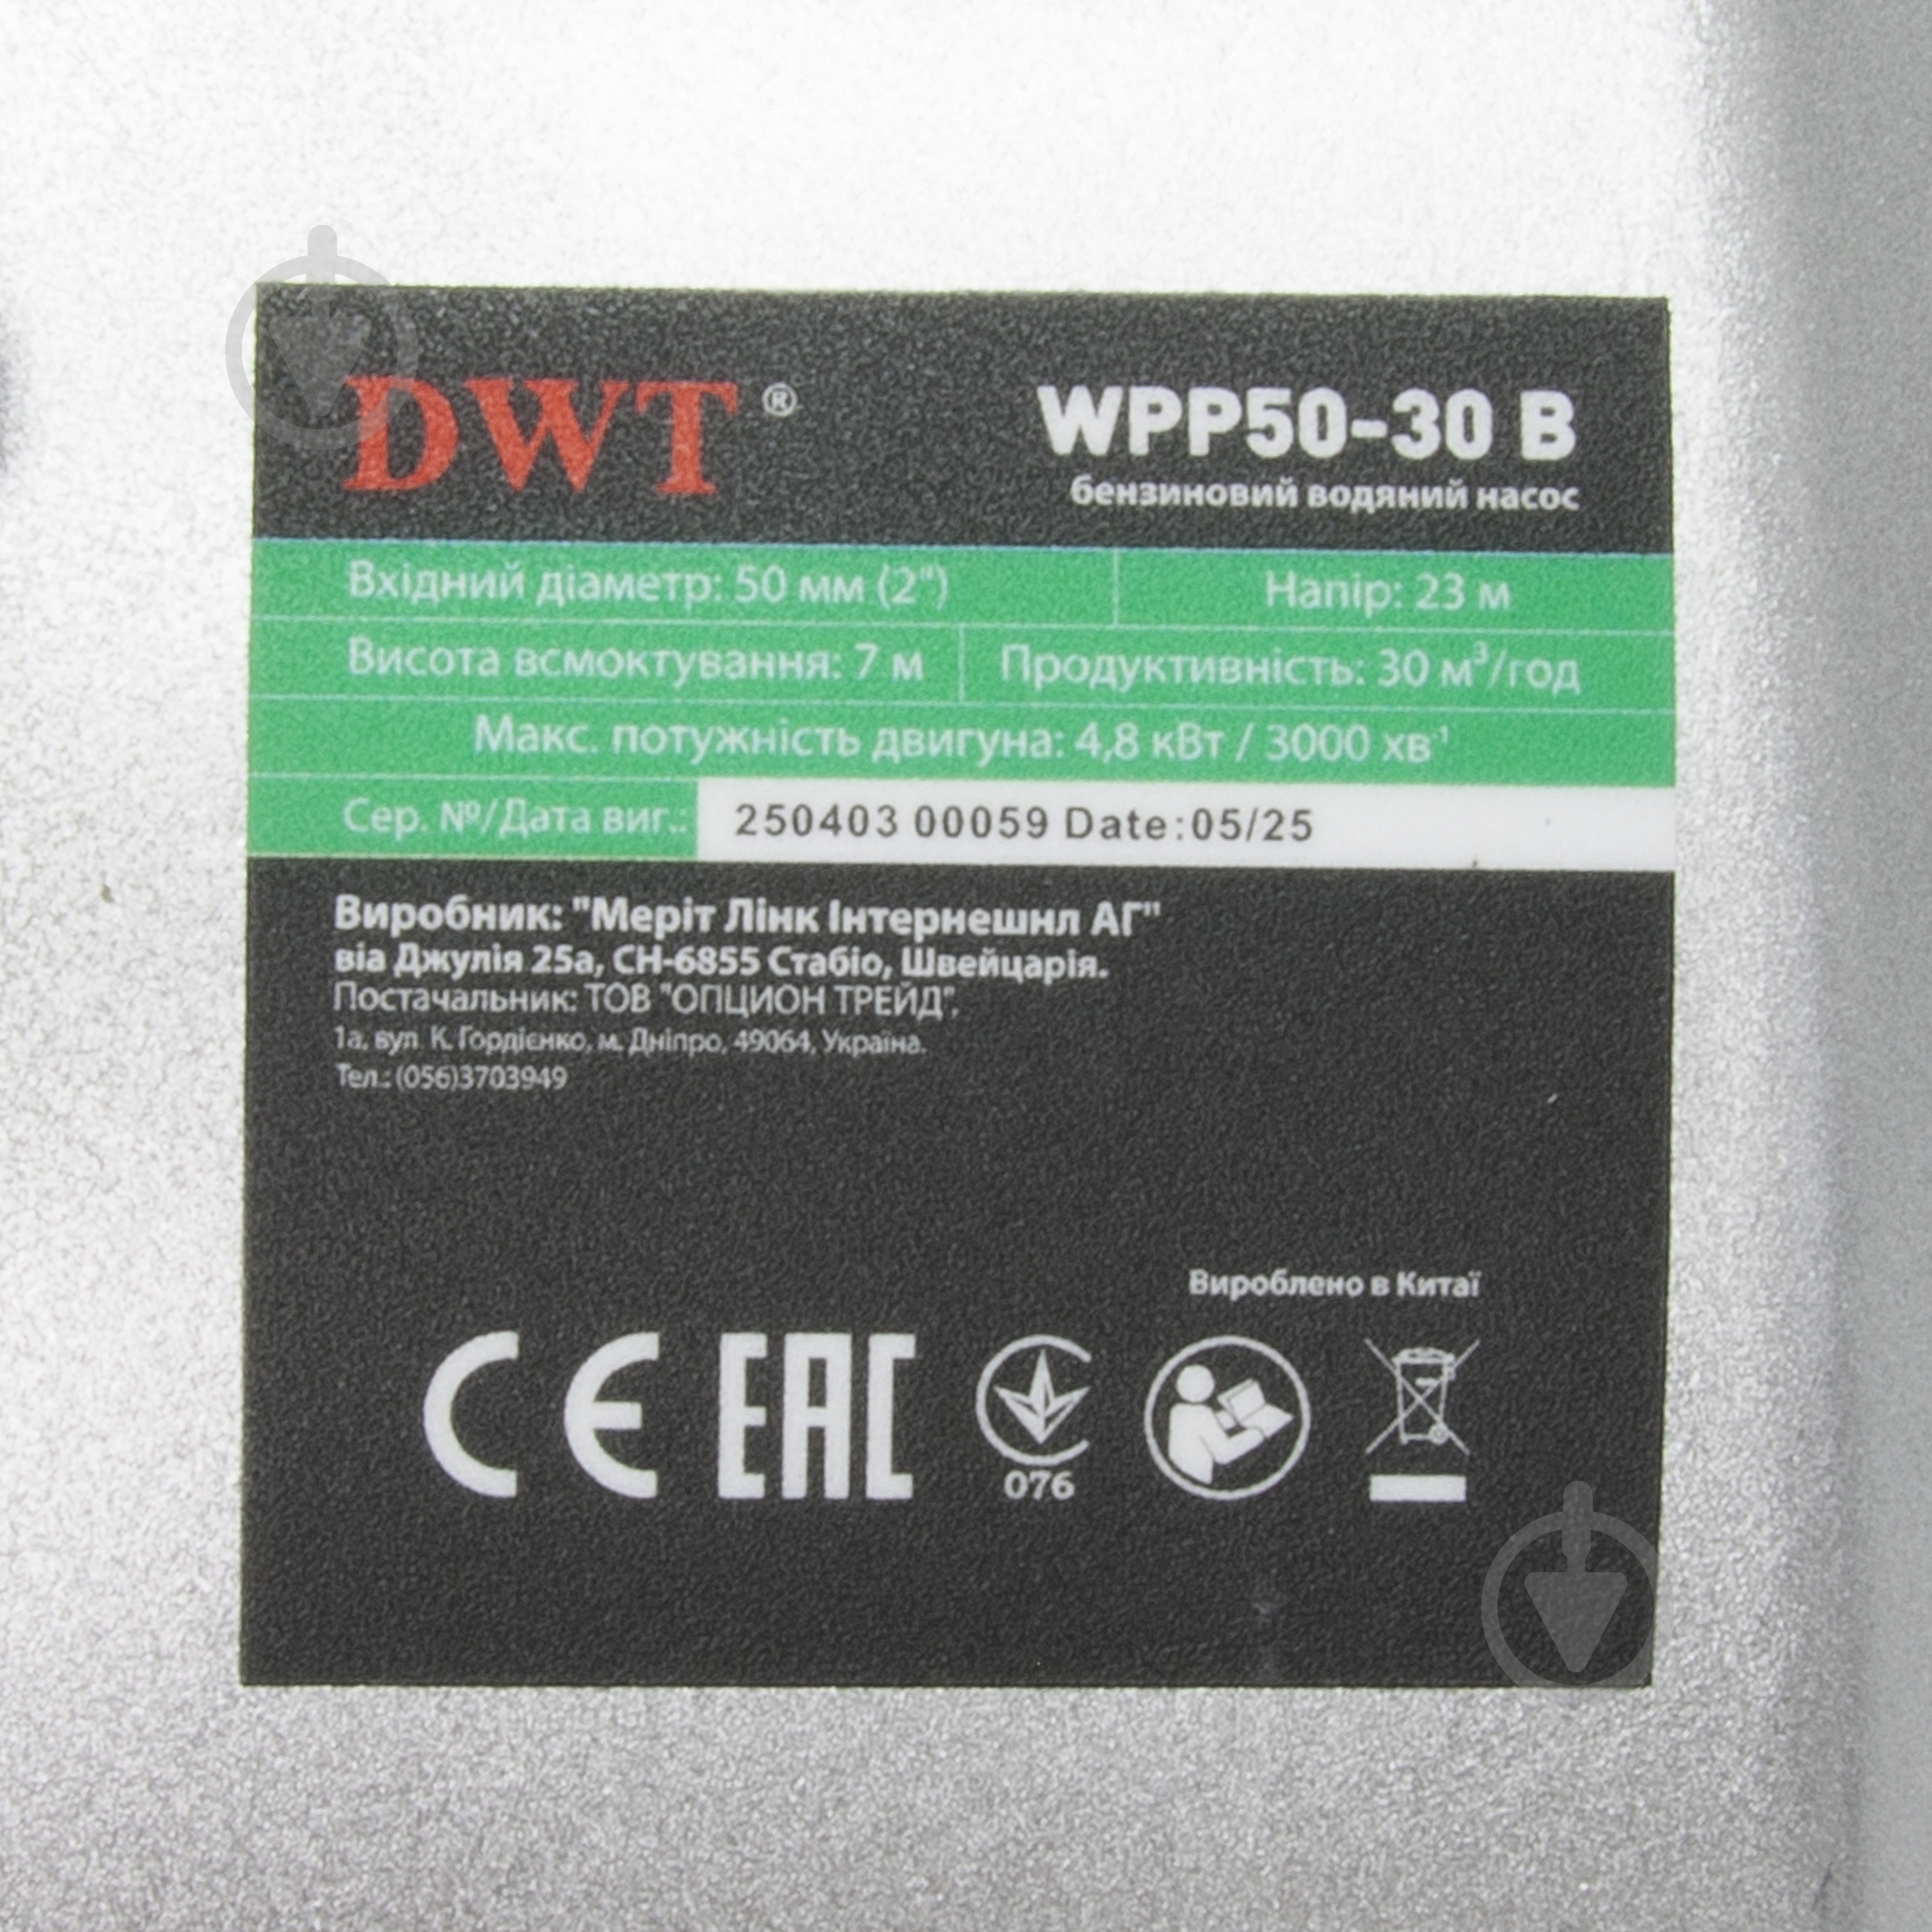 DWT ®
WPP50-30 B
бензиновий водяний насос
Вхідний діаметр: 50 мм (2") Напір: 23 м
Висота всмоктування: 7 м Продуктивність: 30 м³/год
Макс. потужність двигуна: 4,8 кВт / 3000 хв⁻¹
Сер. №/Дата виг.: 250403 00059 Date:05/25
Виробник: "Меріт Лінк Інтернешнл АГ"
віа Джулія 25а, CH-6855 Стабіо, Швейцарія.
Постачальник: ТОВ "ОПЦИОН ТРЕЙД",
1а, вул. К. Гордієнко, м. Дніпро, 49064, Україна.
Тел.: (056)3703949
Вироблено в Китаї
CE EAC
076